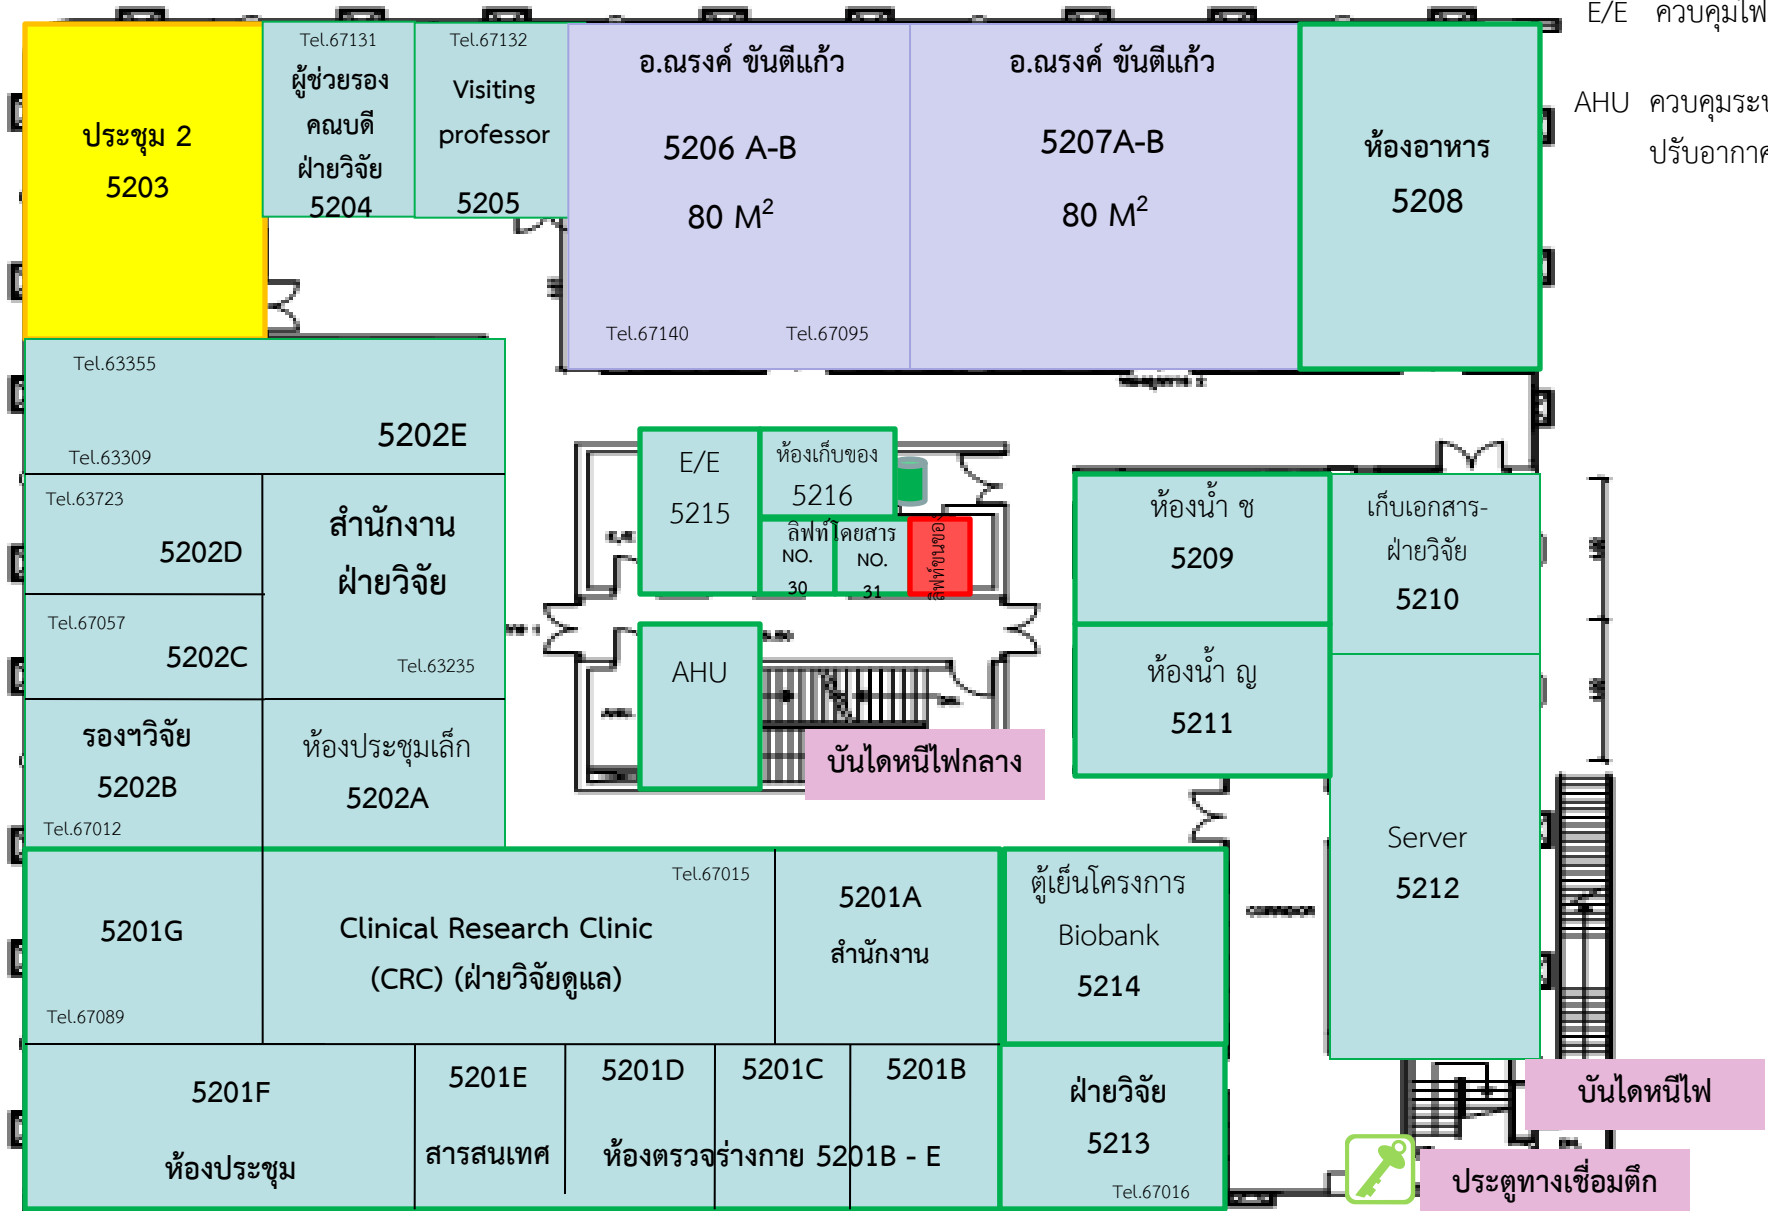 E/E ควบคุมไฟ
AHU ควบคุมระบ
ปรับอากาศ
ประชุม 2
5203
Tel.67131
ผู้ช่วยรอง
คณบดี
ฝ่ายวิจัย
5204
Tel.67132
Visiting
professor
5205
อ.ณรงค์ ขันตีแก้ว
5206 A-B
80 M²
Tel.67140
Tel.67095
อ.ณรงค์ ขันตีแก้ว
5207A-B
80 M²
ห้องอาหาร
5208
Tel.63355
5202E
Tel.63309
Tel.63723
5202D
สำนักงาน
ฝ่ายวิจัย
Tel.63235
Tel.67057
5202C
รองฯวิจัย
5202B
Tel.67012
ห้องประชุมเล็ก
5202A
E/E
5215
ห้องเก็บของ
5216
ลิฟท์โดยสาร
NO.
30
NO.
31
ลิฟท์ขนของ
E/E
AHU
AHU.
บันไดหนีไฟกลาง
ห้องน้ำ ช
5209
เก็บเอกสาร-
ฝ่ายวิจัย
5210
ห้องน้ำ ญ
5211
Server
5212
5201G
Tel.67089
Tel.67015
Clinical Research Clinic
(CRC) (ฝ่ายวิจัยดูแล)
5201A
สำนักงาน
ตู้เย็นโครงการ
Biobank
5214
CORRIDOR
5201F
ห้องประชุม
5201E
สารสนเทศ
5201D
5201C
5201B
ห้องตรวจร่างกาย 5201B - E
ฝ่ายวิจัย
5213
Tel.67016
บันไดหนีไฟ
ประตูทางเชื่อมตึก